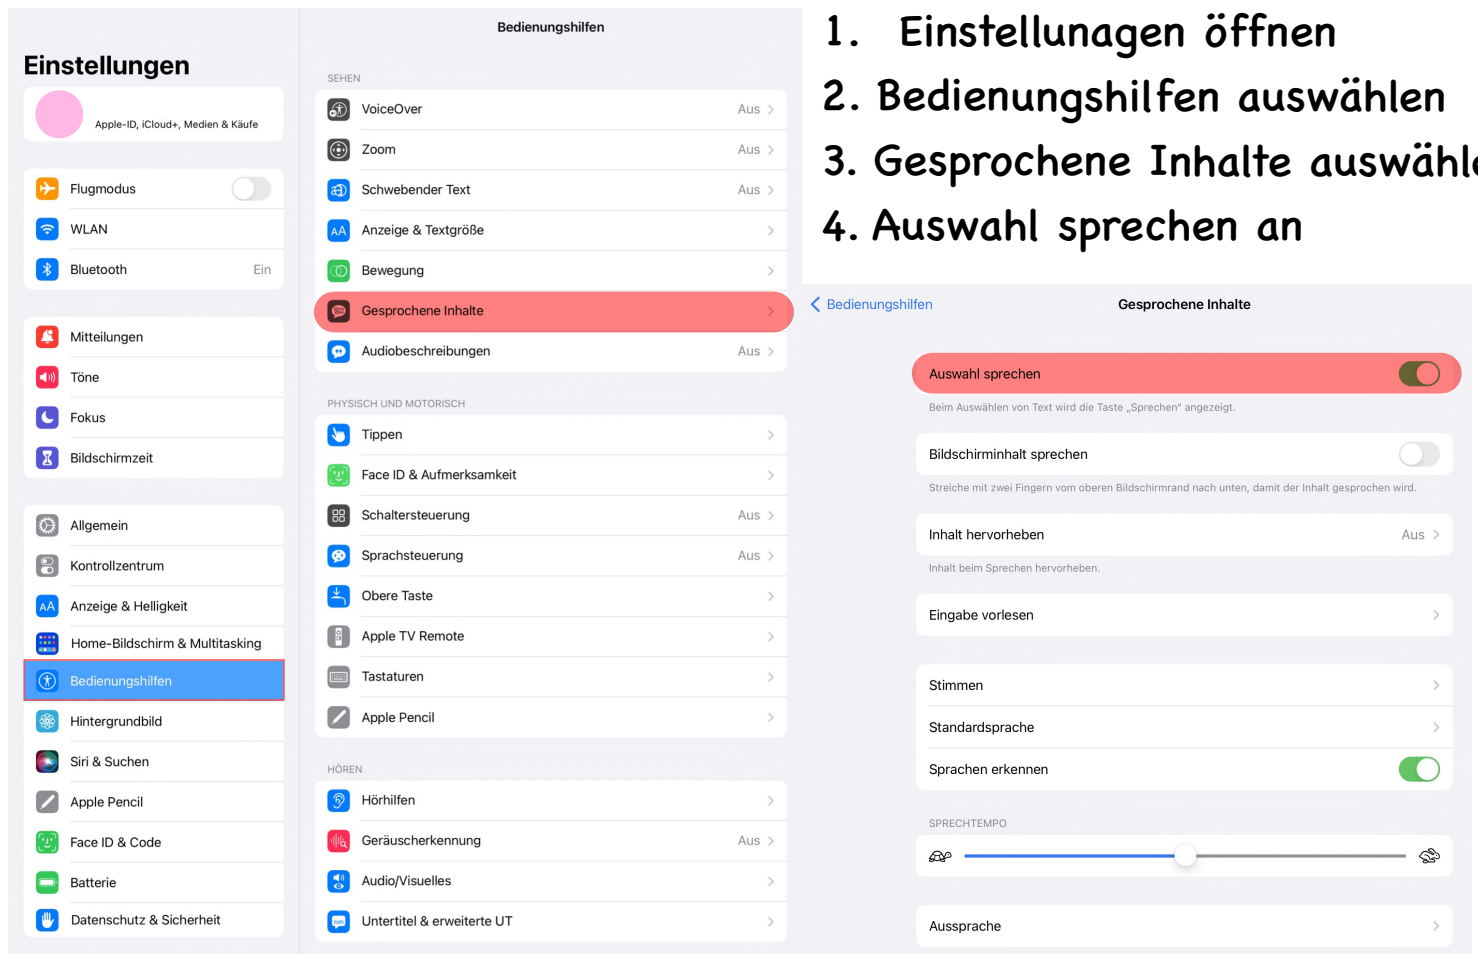 Einstellungen
Apple-ID, iCloud+, Medien & Käufe
Flugmodus
WLAN
Bluetooth Ein
Mitteilungen
Töne
Fokus
Bildschirmzeit
Allgemein
Kontrollzentrum
AA Anzeige & Helligkeit
Home-Bildschirm & Multitasking
Bedienungshilfen
Hintergrundbild
Siri & Suchen
Apple Pencil
Face ID & Code
Batterie
Datenschutz & Sicherheit
Bedienungshilfen
SEHEN
VoiceOver Aus
Zoom Aus
Schwebender Text Aus
AA Anzeige & Textgröße
Bewegung
Gesprochene Inhalte
Audiobeschreibungen Aus
PHYSISCH UND MOTORISCH
Tippen
Face ID & Aufmerksamkeit
Schaltersteuerung Aus
Sprachsteuerung Aus
Obere Taste
Apple TV Remote
Tastaturen
Apple Pencil
HÖREN
Hörhilfen
Geräuscherkennung Aus
Audio/Visuelles
Untertitel & erweiterte UT
1. Einstellunagen öffnen
2. Bedienungshilfen auswählen
3. Gesprochene Inhalte auswähle
4. Auswahl sprechen an
Bedienungshilfen
Gesprochene Inhalte
Auswahl sprechen
Beim Auswählen von Text wird die Taste „Sprechen" angezeigt.
Bildschirminhalt sprechen
Streiche mit zwei Fingern vom oberen Bildschirmrand nach unten, damit der Inhalt gesprochen wird.
Inhalt hervorheben Aus
Inhalt beim Sprechen hervorheben.
Eingabe vorlesen
Stimmen
Standardsprache
Sprachen erkennen
SPRECHTEMPO
Aussprache